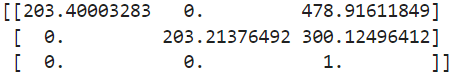 [[203.40003283 0. 478.91611849]
[ 0. 203.21376492 300.12496412]
[ 0. 0. 1. ]]